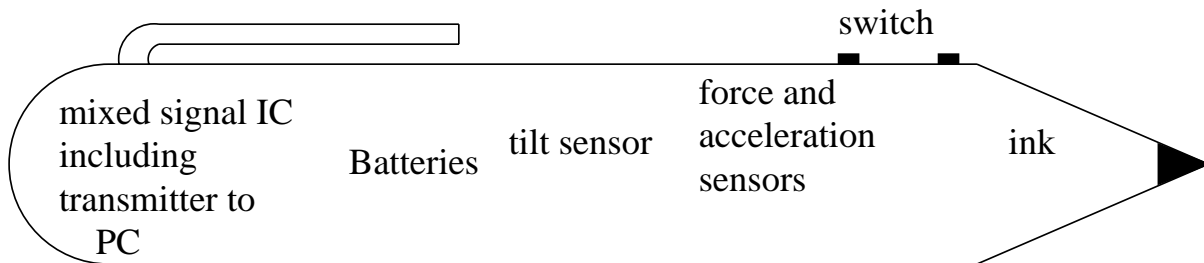 switch
mixed signal IC
including
transmitter to
PC
Batteries
tilt sensor
force and
acceleration
sensors
ink